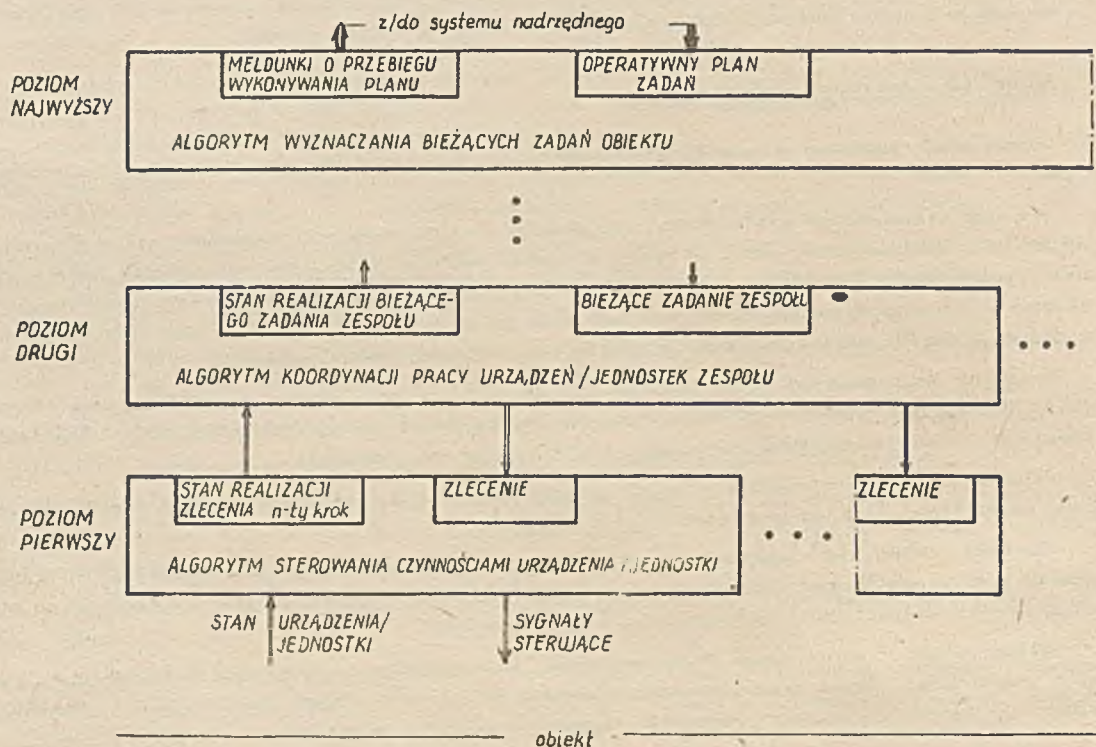 z/do systemu nadrzędnego
POZIOM
NAJWYŻSZY
MELDUNKI O PRZEBIEGU
WYKONYWANIA PLANU
OPERATYWNY PLAN
ZADAŃ
ALGORYTM WYZNACZANIA BIEŻĄCYCH ZADAŃ OBIEKTU
POZIOM
DRUGI
STAN REALIZACJI BIEŻĄCE-
GO ZADANIA ZESPOŁU
BIEŻĄCE ZADANIE ZESPOŁU
ALGORYTM KOORDYNACJI PRACY URZĄDZEŃ/JEDNOSTEK ZESPOŁU
POZIOM
PIERWSZY
STAN REALIZACJI
ZLECENIA n-ty krok
ZLECENIE
ZLECENIE
ALGORYTM STEROWANIA CZYNNOŚCIAMI URZĄDZENIA/JEDNOSTKI
STAN URZĄDZENIA/
JEDNOSTKI
SYGNAŁY
STERUJĄCE
obiekt